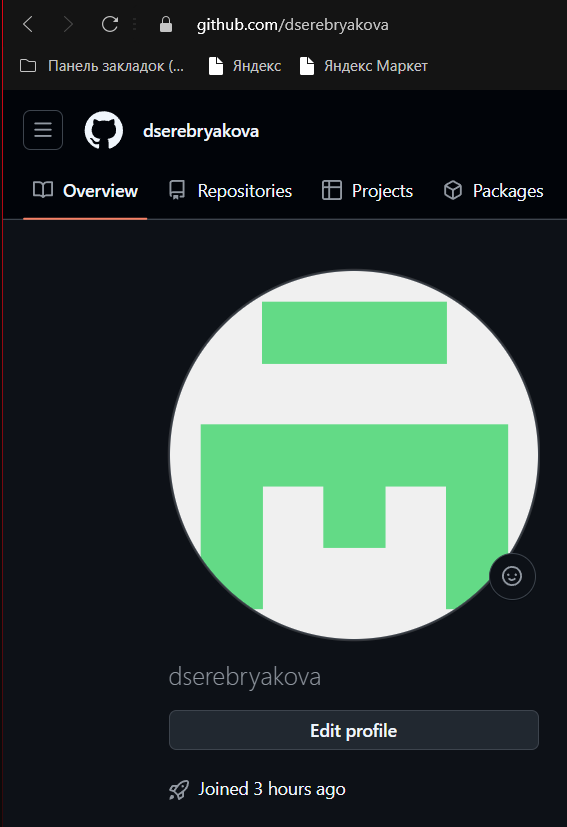 github.com/dserebryakova
Панель закладок (... Яндекс Яндекс Маркет
dserebryakova
Overview Repositories Projects Packages
dserebryakova
Edit profile
Joined 3 hours ago